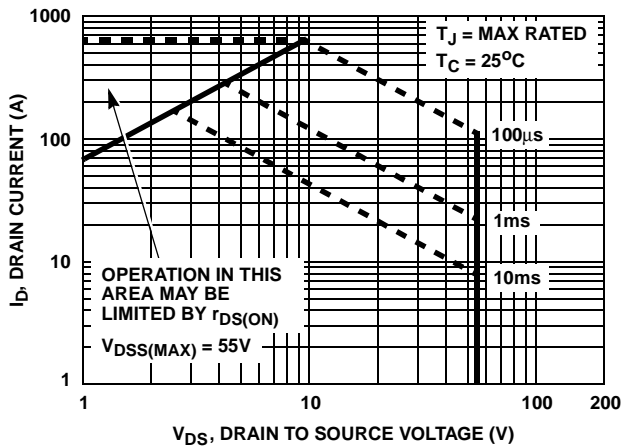 1000
100
10
1
I_D, DRAIN CURRENT (A)
T_J = MAX RATED
T_C = 25°C
100µs
1ms
10ms
OPERATION IN THIS
AREA MAY BE
LIMITED BY r_DS(ON)
V_DSS(MAX) = 55V
1
10
100
200
V_DS, DRAIN TO SOURCE VOLTAGE (V)